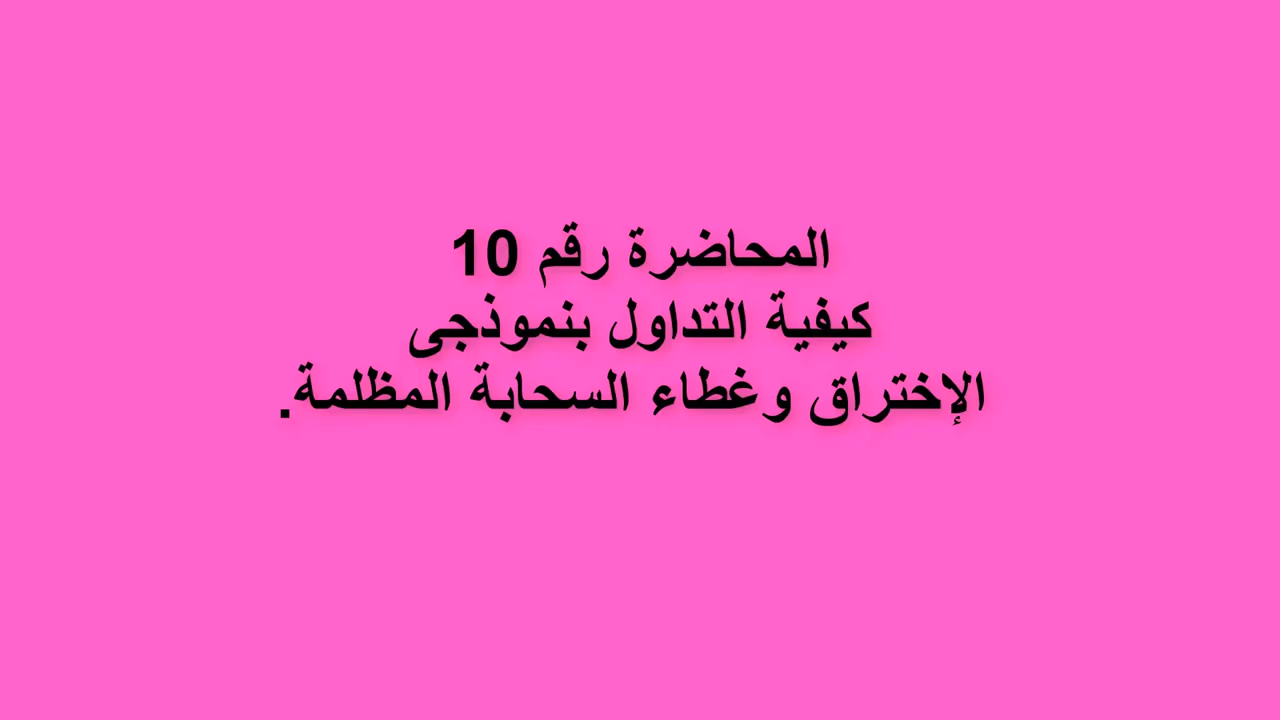 المحاضرة رقم 10
كيفية التداول بنموذجى
الإختراق وغطاء السحابة المظلمة.